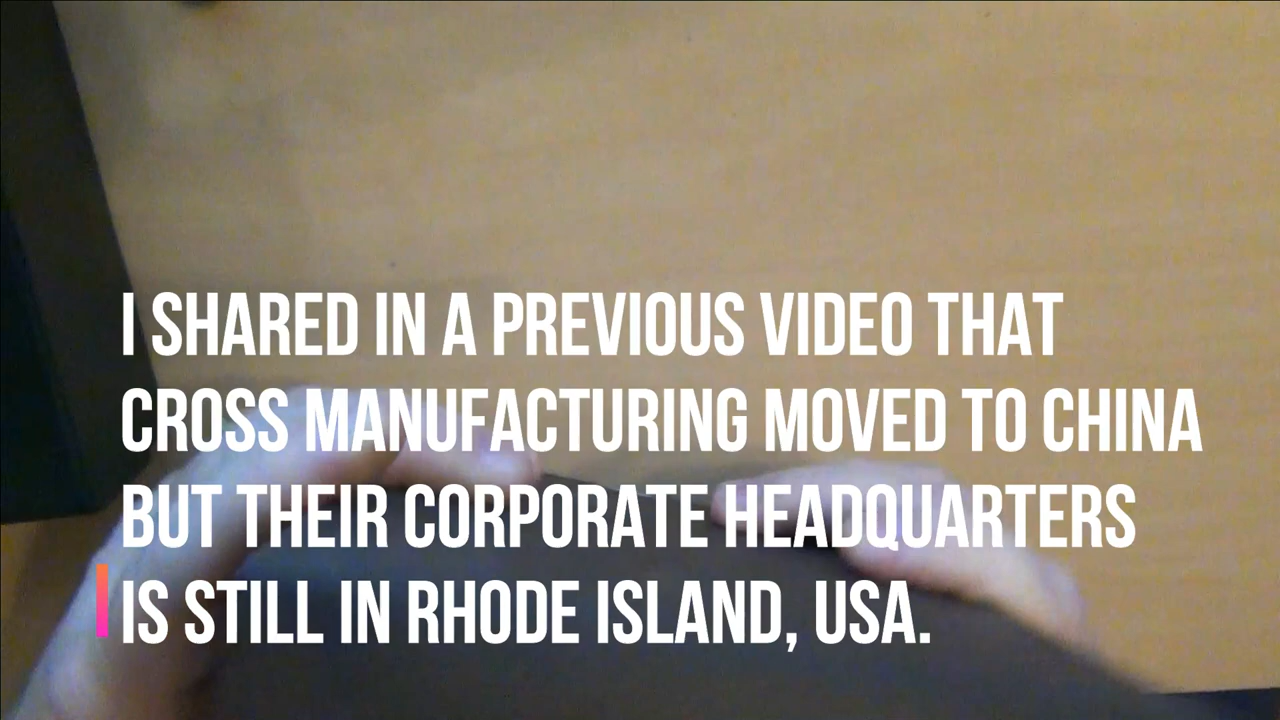 I SHARED IN A PREVIOUS VIDEO THAT
CROSS MANUFACTURING MOVED TO CHINA
BUT THEIR CORPORATE HEADQUARTERS
IS STILL IN RHODE ISLAND, USA.